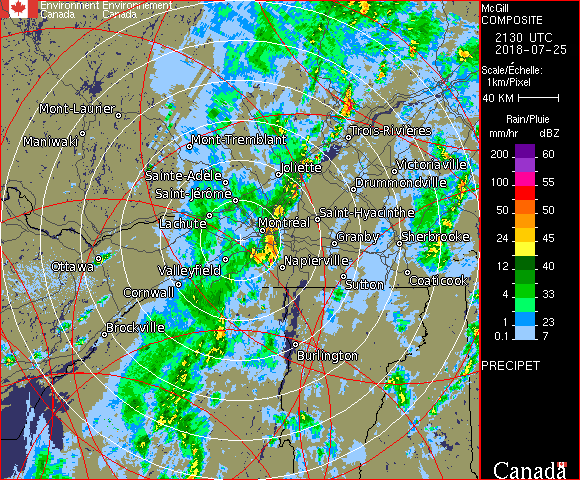 Environment Environnement
Canada Canada
McGill
COMPOSITE
2130 UTC
2018-07-25
Scale/Échelle:
1km/Pixel
40 KM
Rain/Pluie
mm/hr dBZ
200 60
100 55
50 50
24 45
12 40
4 33
1 23
0.1 7
PRECIPET
Canada
Mont-Laurier
Maniwaki
Mont-Tremblant
Trois-Rivières
Joliette
Victoriaville
Sainte-Adèle
Drummondville
Saint-Jérôme
Saint-Hyacinthe
Lachute
Montréal
Granby
Sherbrooke
Ottawa
Valleyfield
Napierville
Cornwall
Sutton
Coaticook
Brockville
Burlington